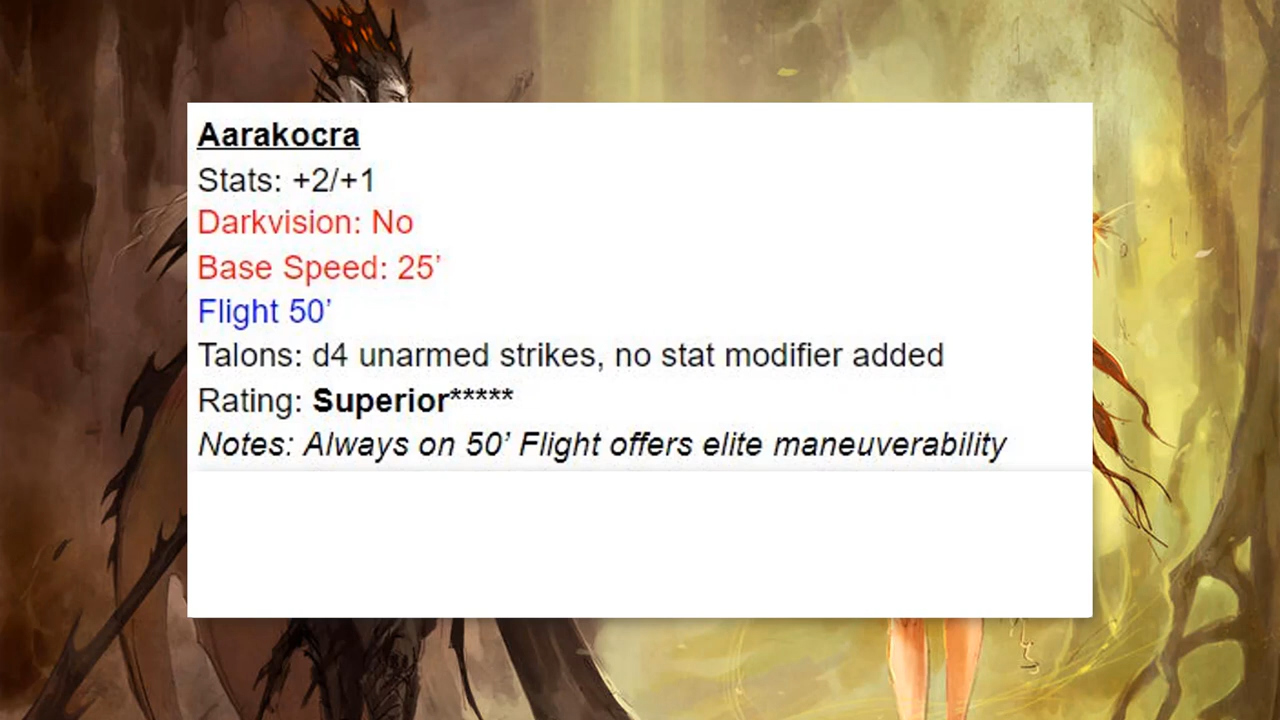 Aarakocra
Stats: +2/+1
Darkvision: No
Base Speed: 25’
Flight 50’
Talons: d4 unarmed strikes, no stat modifier added
Rating: Superior*****
Notes: Always on 50’ Flight offers elite maneuverability